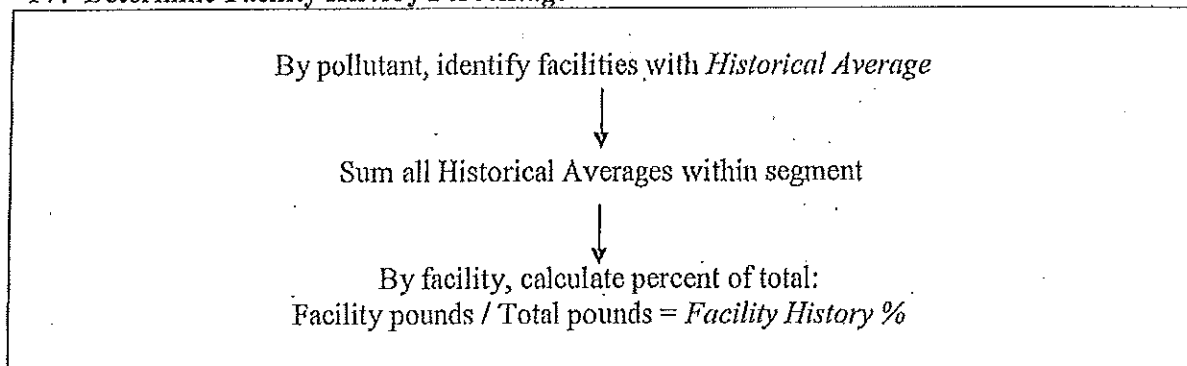 By pollutant, identify facilities with Historical Average
Sum all Historical Averages within segment
By facility, calculate percent of total:
Facility pounds / Total pounds = Facility History %